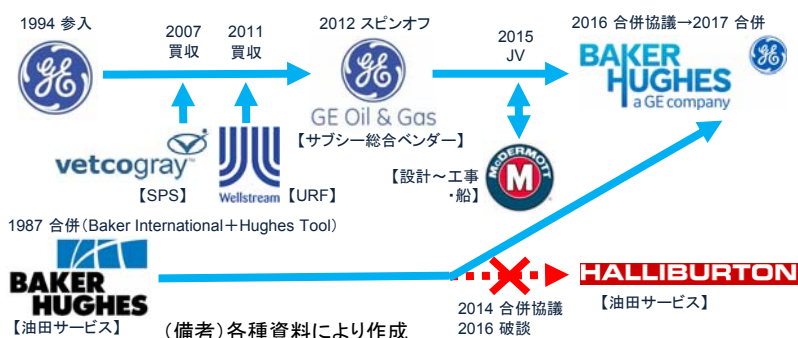 1994 参入
2007
買収
2011
買収
2012 スピンオフ
2015
JV
2016 合併協議→2017 合併
GE
GE
GE Oil & Gas
【サブシー総合ベンダー】
BAKER
HUGHES
a GE company
GE
vetcogray™
【SPS】
Wellstream
【URF】
【設計～工事
・船】
McDERMOTT
M
1987 合併(Baker International＋Hughes Tool)
BAKER
HUGHES
【油田サービス】
(備考)各種資料により作成
2014 合併協議
2016 破談
HALLIBURTON
【油田サービス】